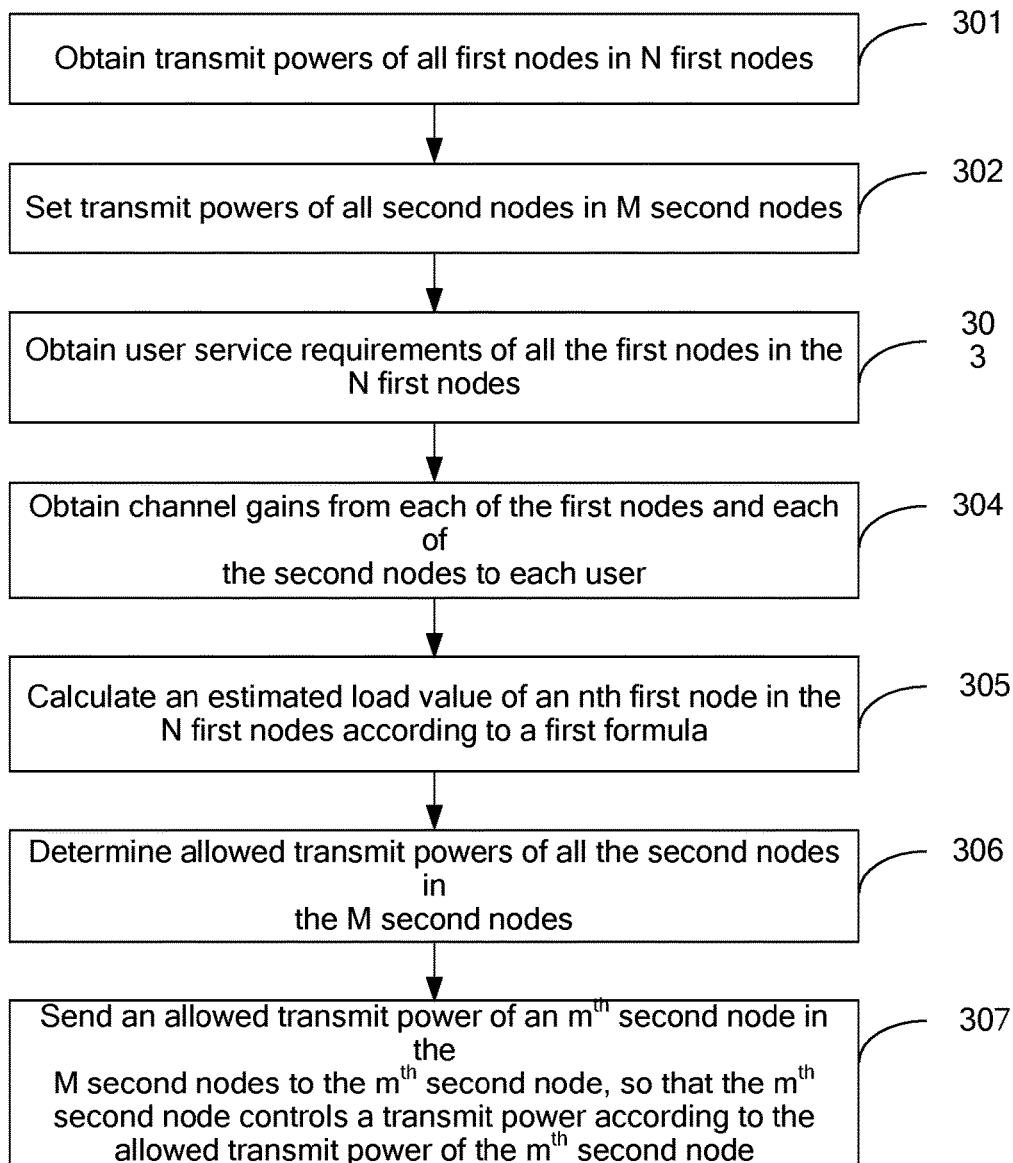 301
Obtain transmit powers of all first nodes in N first nodes
302
Set transmit powers of all second nodes in M second nodes
30
3
Obtain user service requirements of all the first nodes in the
N first nodes
304
Obtain channel gains from each of the first nodes and each
of
the second nodes to each user
305
Calculate an estimated load value of an nth first node in the
N first nodes according to a first formula
306
Determine allowed transmit powers of all the second nodes
in
the M second nodes
307
Send an allowed transmit power of an mth second node in
the
M second nodes to the mth second node, so that the mth
second node controls a transmit power according to the
allowed transmit power of the mth second node